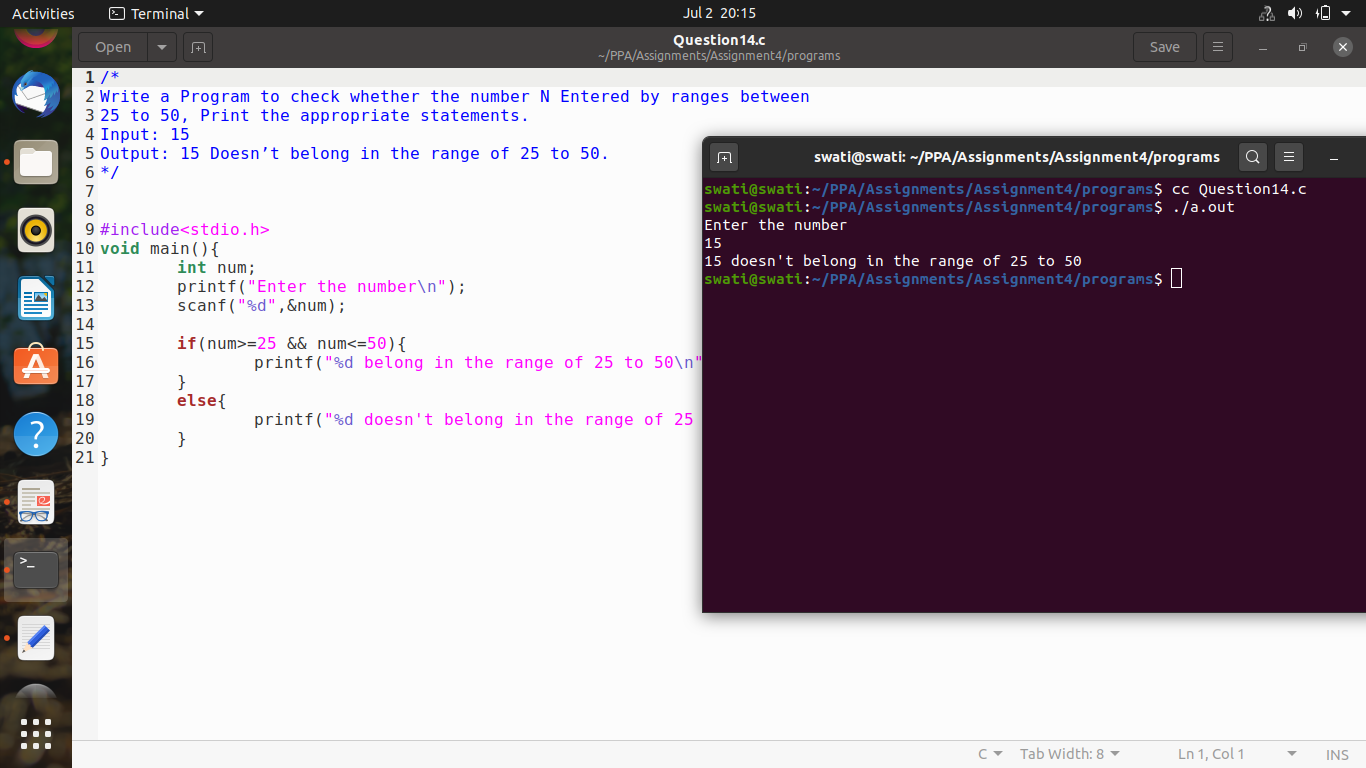 Activities
Terminal
Jul 2 20:15
Open
Question14.c
~/PPA/Assignments/Assignment4/programs
Save
1 /*
2 Write a Program to check whether the number N Entered by ranges between
3 25 to 50, Print the appropriate statements.
4 Input: 15
5 Output: 15 Doesn’t belong in the range of 25 to 50.
6 */
7
8
9 #include<stdio.h>
10 void main(){
11 int num;
12 printf("Enter the number\n");
13 scanf("%d",&num);
14
15 if(num>=25 && num<=50){
16 printf("%d belong in the range of 25 to 50\n"
17 }
18 else{
19 printf("%d doesn't belong in the range of 25
20 }
21 }
swati@swati: ~/PPA/Assignments/Assignment4/programs
swati@swati:~/PPA/Assignments/Assignment4/programs$ cc Question14.c
swati@swati:~/PPA/Assignments/Assignment4/programs$ ./a.out
Enter the number
15
15 doesn't belong in the range of 25 to 50
swati@swati:~/PPA/Assignments/Assignment4/programs$
C
Tab Width: 8
Ln 1, Col 1
INS